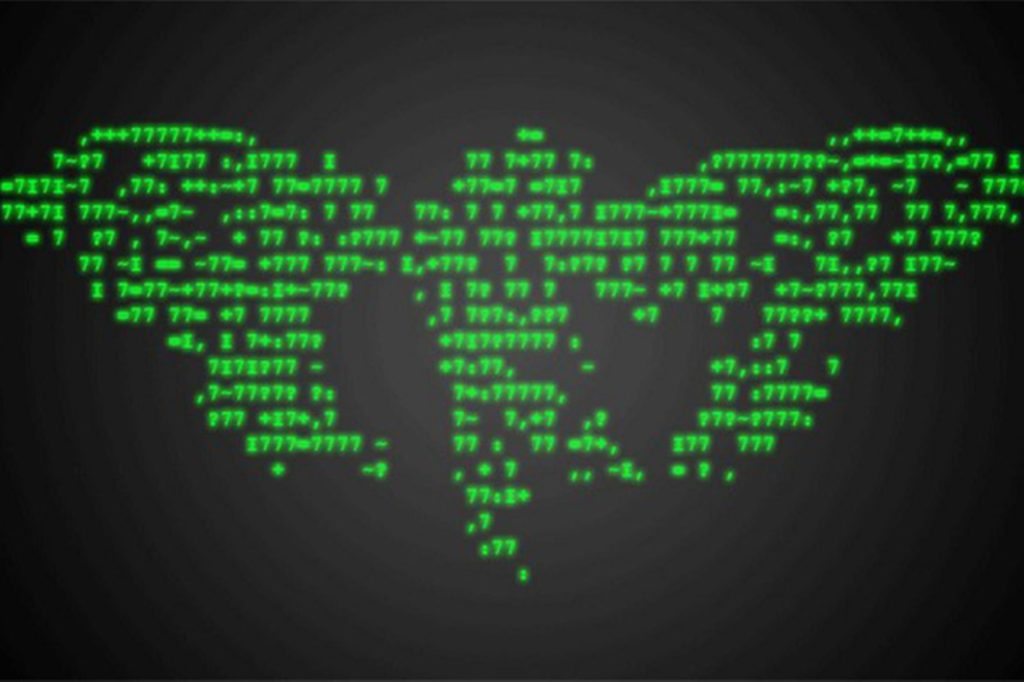 ,+++77777++=:, += ,,++=7++=,,
7~?7 +7I77 :,I777 I 77 7+77 7: ,?777777??~,=+=~I7?,=77 I
=7I7I~7 ,77: ++:~+7 77=7777 7 +77=7 =7I7 ,I777= 77,:~7 +?7, ~7 ~ 777
77+7I 777~,,=7~ ,::7=7: 7 77 77: 7 7 +77,7 I777~+777I= =:,77,77 77 7,777,
= 7 ?7 , 7~,~ + 77 ?: :?777 +~77 77? I7777I7I7 777+77 =:, ?7 +7 777?
77 ~I == ~77= +777 777~: I,+77? 7 7:?7? ?7 7 7 77 ~I 7I,,?7 I77~
I 7=77~+77+?=:I+~77? , I 7? 77 7 777~ +7 I+?7 +7~?777,77I
=77 77= +7 7777 ,7 7?7:,??7 +7 7 77??+ 7777,
=I, I 7+:77? +7I7?7777 : :7 7
7I7I?77 ~ +7:77, ~ +7,::7 7
,7~77?7? ?: 7+:77777, 77 :7777=
?77 +I7+,7 7~ 7,+7 ,? ?7?~?777:
I777=7777 ~ 77 : 77 =7+, I77 777
+ ~? , + 7 ,, ~I, = ? ,
77:I+
,7
:77
: